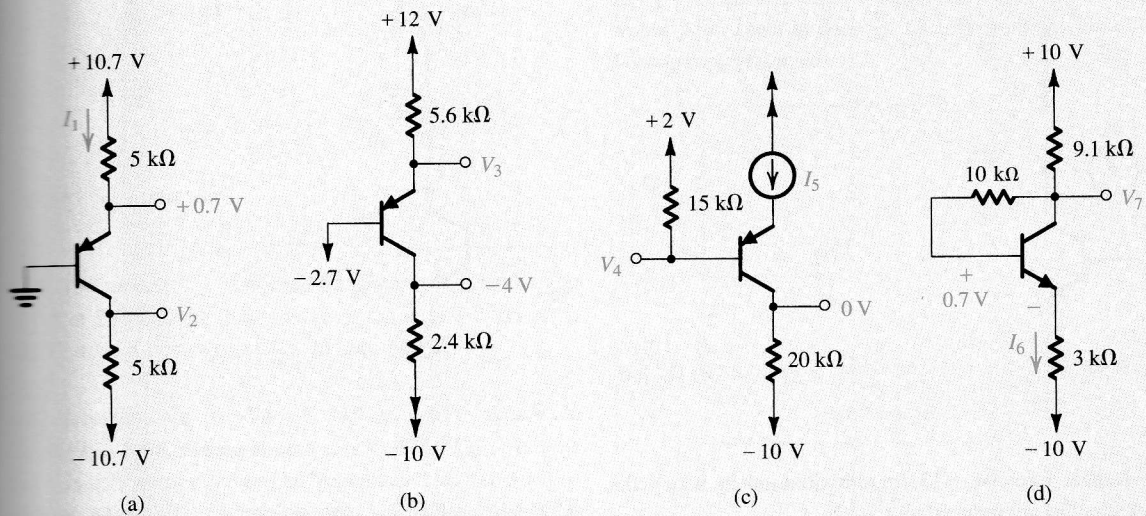 +10.7 V
I₁
5 kΩ
+0.7 V
V₂
5 kΩ
−10.7 V
(a)
+12 V
5.6 kΩ
V₃
−2.7 V
−4 V
2.4 kΩ
−10 V
(b)
+2 V
15 kΩ
I₅
V₄
0 V
20 kΩ
−10 V
(c)
+10 V
9.1 kΩ
10 kΩ
V₇
+
0.7 V
−
I₆
3 kΩ
−10 V
(d)